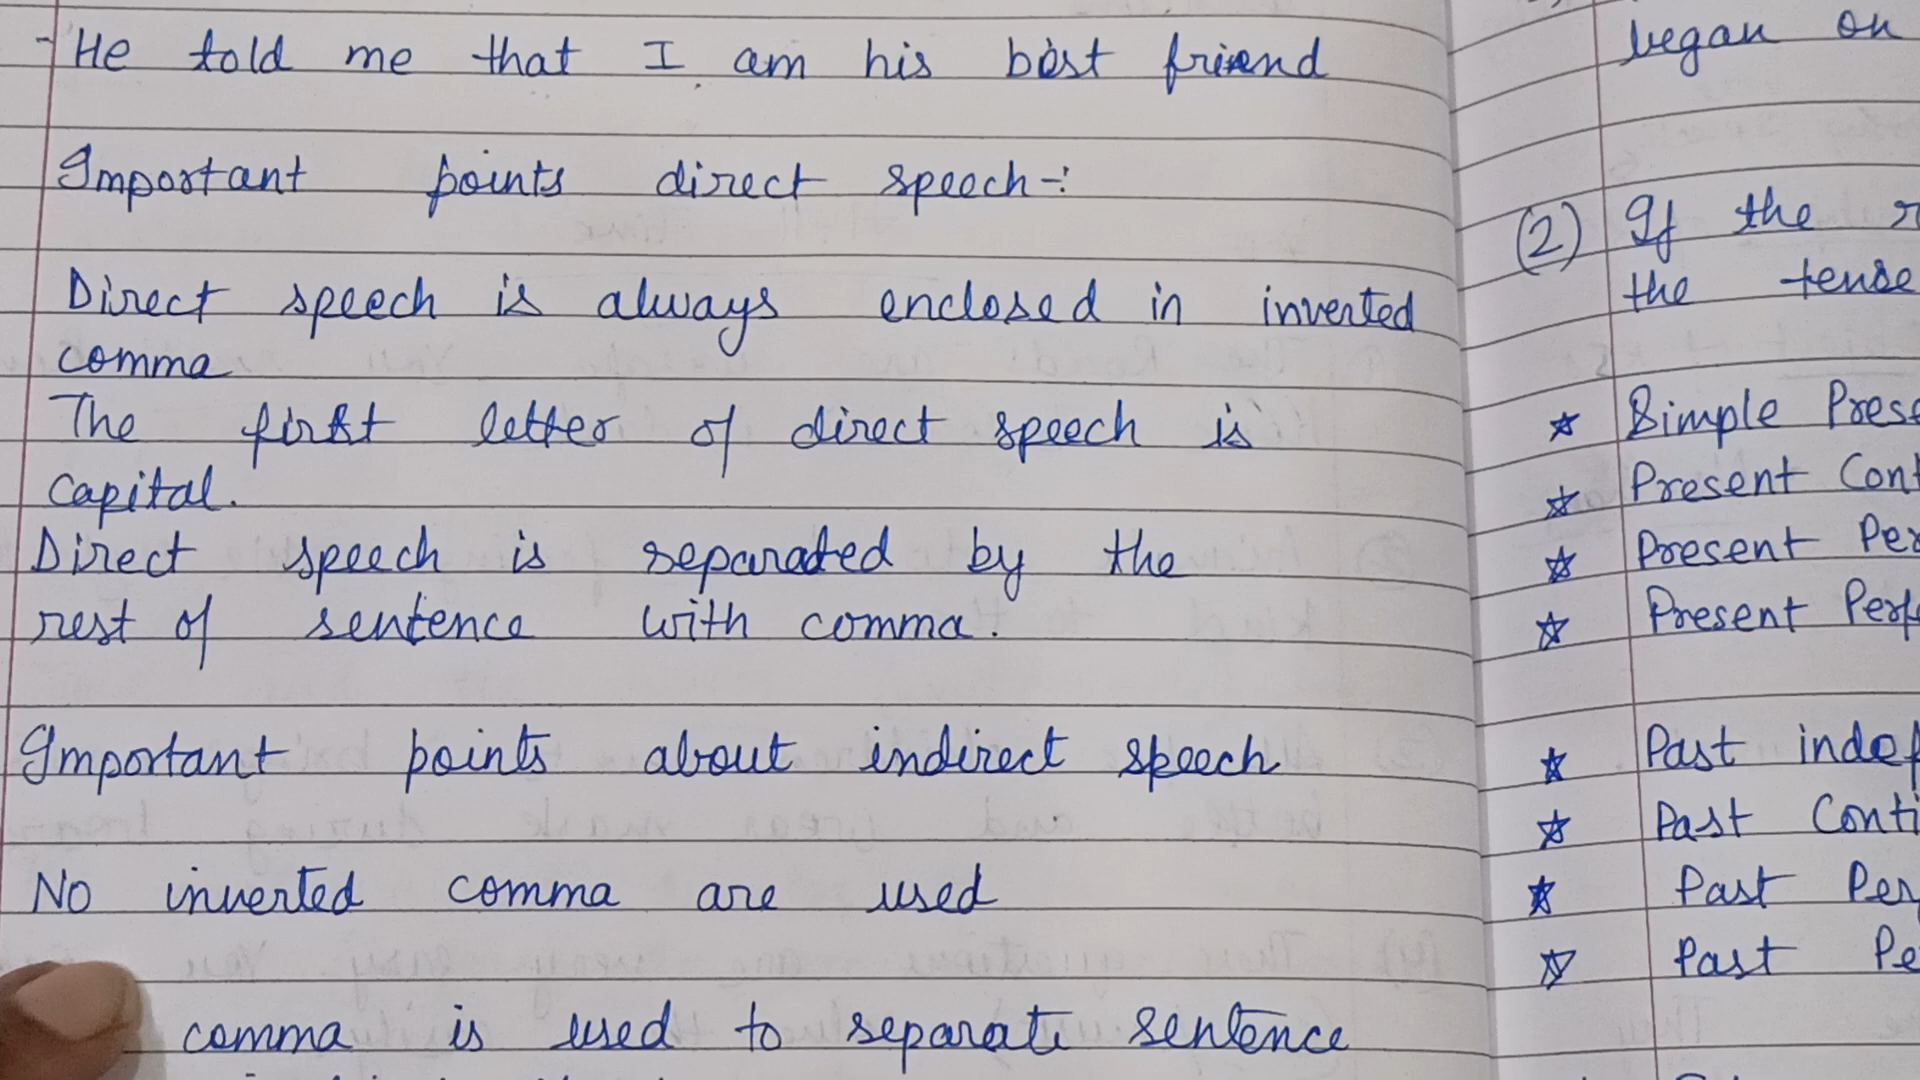 - He told me that I am his best friend
Important points direct speech -:
Direct speech is always enclosed in inverted
comma
The first letter of direct speech is
capital.
Direct speech is separated by the
rest of sentence with comma.
Important points about indirect speech
No inverted comma are used
comma is used to separate sentence
began on
(2) If the
the tense
☆ Simple Prese
☆ Present Cont
☆ Present Per
☆ Present Perf
☆ Past indef
☆ Past Conti
☆ Past Per
☆ Past Pe